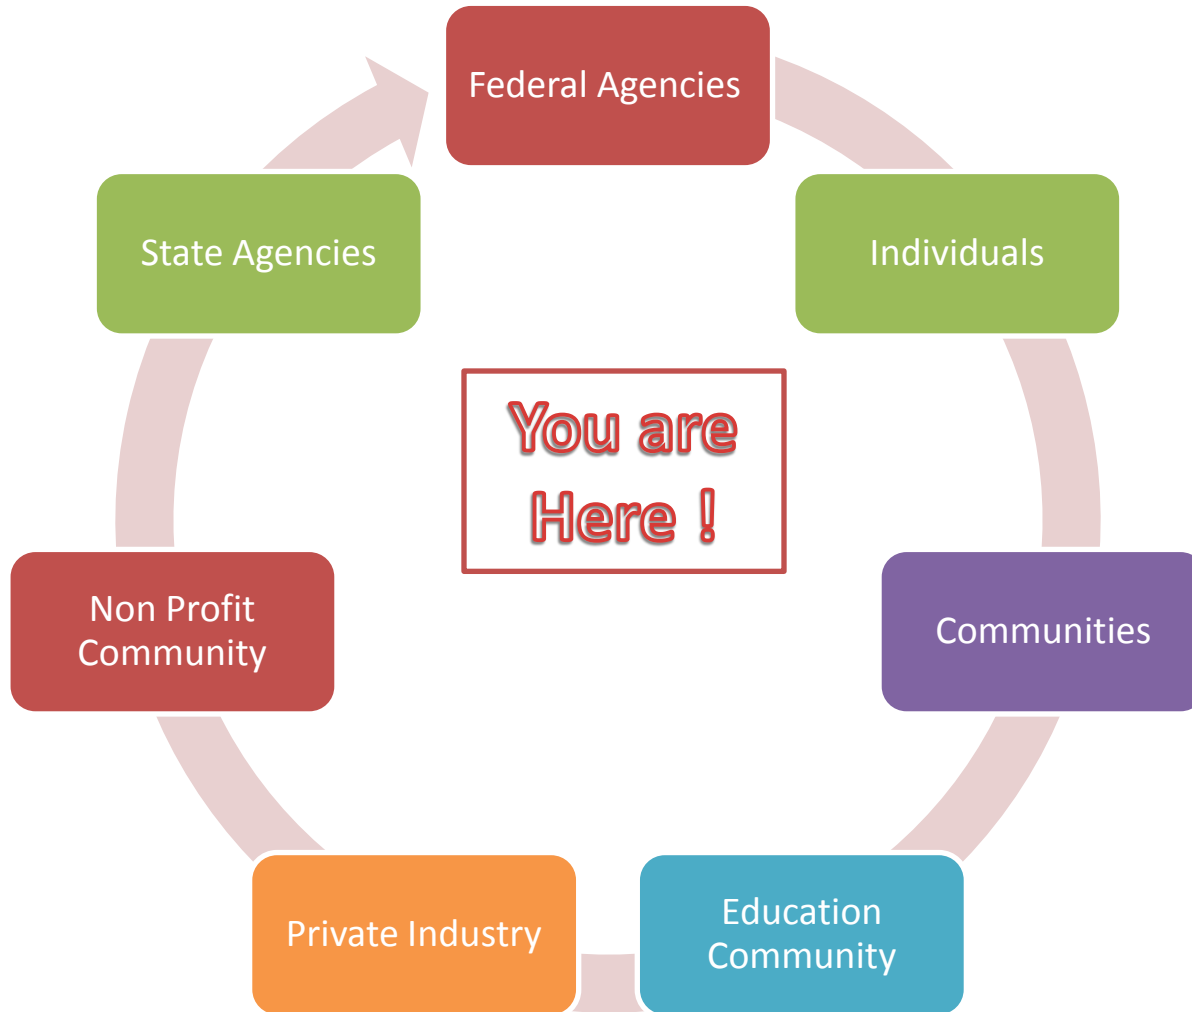 Federal Agencies
State Agencies
Individuals
You are
Here !
Non Profit
Community
Communities
Private Industry
Education
Community